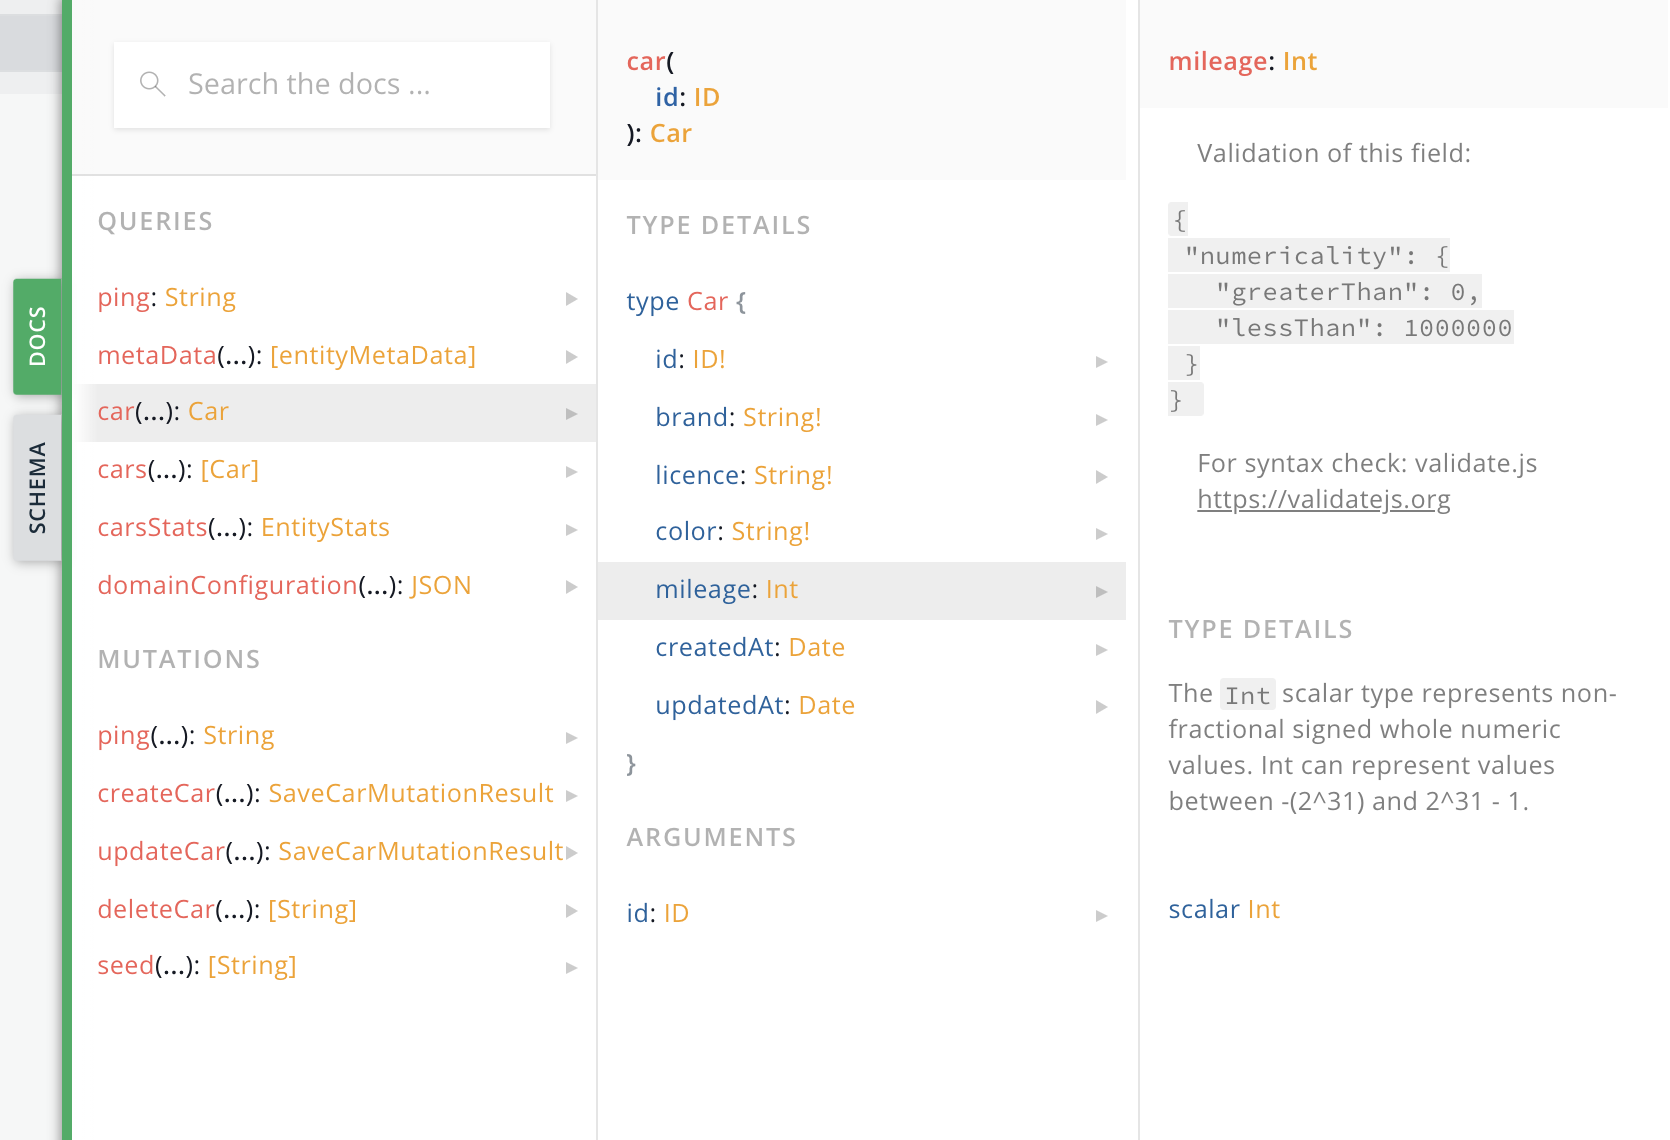 DOCS
SCHEMA
Search the docs ...
QUERIES
ping: String
metaData(...): [entityMetaData]
car(...): Car
cars(...): [Car]
carsStats(...): EntityStats
domainConfiguration(...): JSON
MUTATIONS
ping(...): String
createCar(...): SaveCarMutationResult
updateCar(...): SaveCarMutationResult
deleteCar(...): [String]
seed(...): [String]
car(
id: ID
): Car
TYPE DETAILS
type Car {
id: ID!
brand: String!
licence: String!
color: String!
mileage: Int
createdAt: Date
updatedAt: Date
}
ARGUMENTS
id: ID
mileage: Int
Validation of this field:
{
"numericality": {
"greaterThan": 0,
"lessThan": 1000000
}
}
For syntax check: validate.js
https://validatejs.org
TYPE DETAILS
The Int scalar type represents non-
fractional signed whole numeric
values. Int can represent values
between -(2^31) and 2^31 - 1.
scalar Int